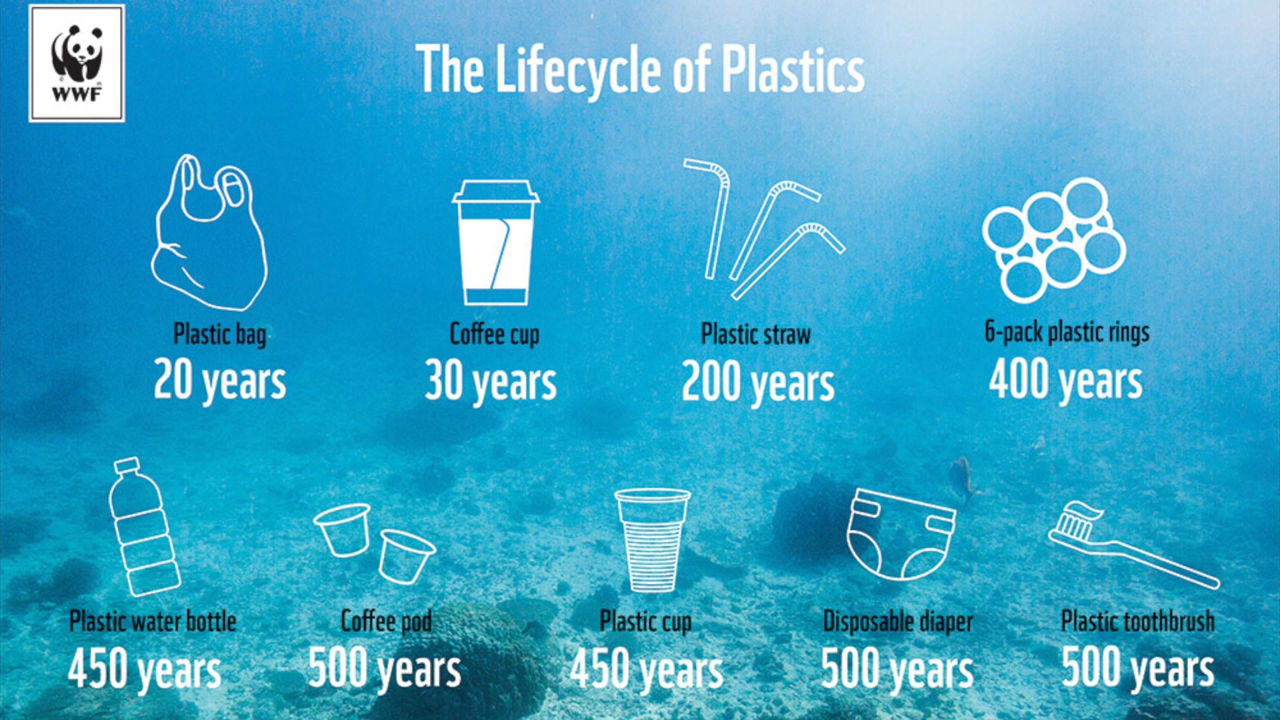 WWF
The Lifecycle of Plastics
Plastic bag
20 years
Coffee cup
30 years
Plastic straw
200 years
6-pack plastic rings
400 years
Plastic water bottle
450 years
Coffee pod
500 years
Plastic cup
450 years
Disposable diaper
500 years
Plastic toothbrush
500 years